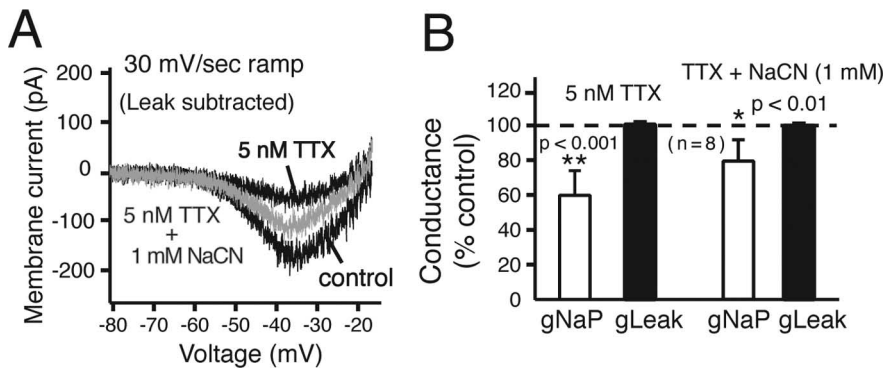 A
30 mV/sec ramp
(Leak subtracted)
Membrane current (pA)
200
100
0
-100
-200
5 nM TTX
5 nM TTX
+
1 mM NaCN
control
-80 -70 -60 -50 -40 -30 -20
Voltage (mV)
B
5 nM TTX
TTX + NaCN (1 mM)
Conductance
(% control)
120
100
80
60
40
20
0
p < 0.001
**
(n=8)
*
p < 0.01
gNaP gLeak gNaP gLeak